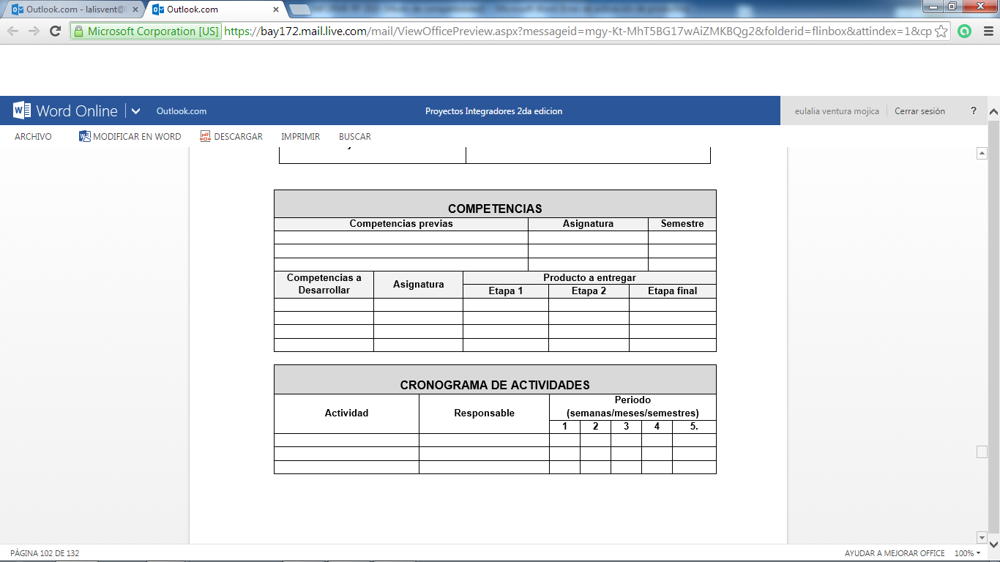 Outlook.com - lalisvent@
Outlook.com
Microsoft Corporation [US] https://bay172.mail.live.com/mail/ViewOfficePreview.aspx?messageid=mgy-Kt-MhT5BG17wAiZMKBQg2&folderid=flinbox&attindex=1&cp
Word Online Outlook.com Proyectos Integradores 2da edicion eulalia ventura mojica Cerrar sesión ?
ARCHIVO MODIFICAR EN WORD DESCARGAR IMPRIMIR BUSCAR
COMPETENCIAS
Competencias previas Asignatura Semestre
Competencias a Desarrollar Asignatura Producto a entregar
Etapa 1 Etapa 2 Etapa final
CRONOGRAMA DE ACTIVIDADES
Actividad Responsable Periodo
(semanas/meses/semestres)
1 2 3 4 5.
PÁGINA 102 DE 132 AYUDAR A MEJORAR OFFICE 100%